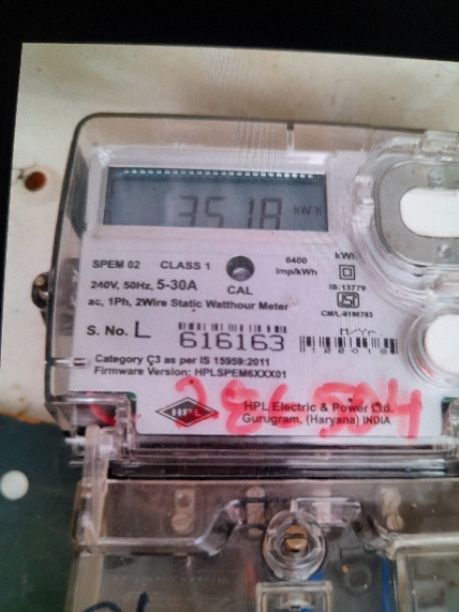 3518 kWh
SPEM 02 CLASS 1
6400 imp/kWh
kWh
240V, 50Hz, 5-30A
CAL
IS:13779
ac, 1Ph, 2Wire Static Watthour Meter
CM/L-9190783
S. No. L 616163
Category C3 as per IS 15959:2011
Firmware Version: HPLSPEM6XXX01
HPL
HPL Electric & Power Ltd.
Gurugram, (Haryana) INDIA